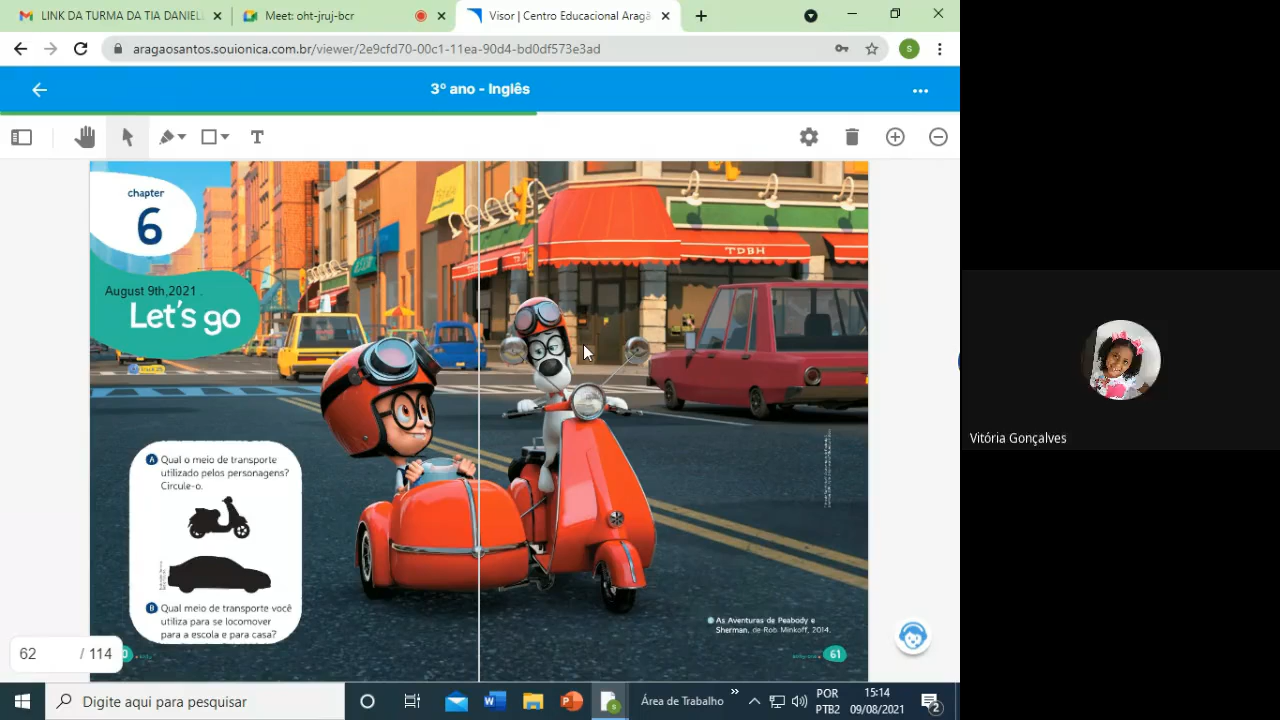 LINK DA TURMA DA TIA DANIEL
Meet: oht-jruj-bcr
Visor | Centro Educacional Aragã
aragaosantos.souionica.com.br/viewer/2e9cfd70-00c1-11ea-90d4-bd0df573e3ad
S
3º ano - Inglês
T
chapter
6
August 9th,2021 .
Let's go
TDBH
A Qual o meio de transporte
utilizado pelos personagens?
Circule-o.
B Qual meio de transporte você
utiliza para se locomover
para a escola e para casa?
As Aventuras de Peabody e
Sherman, de Rob Minkoff, 2014.
61
62 / 114
Vitória Gonçalves
Digite aqui para pesquisar
Área de Trabalho
POR
PTB2
15:14
09/08/2021
2